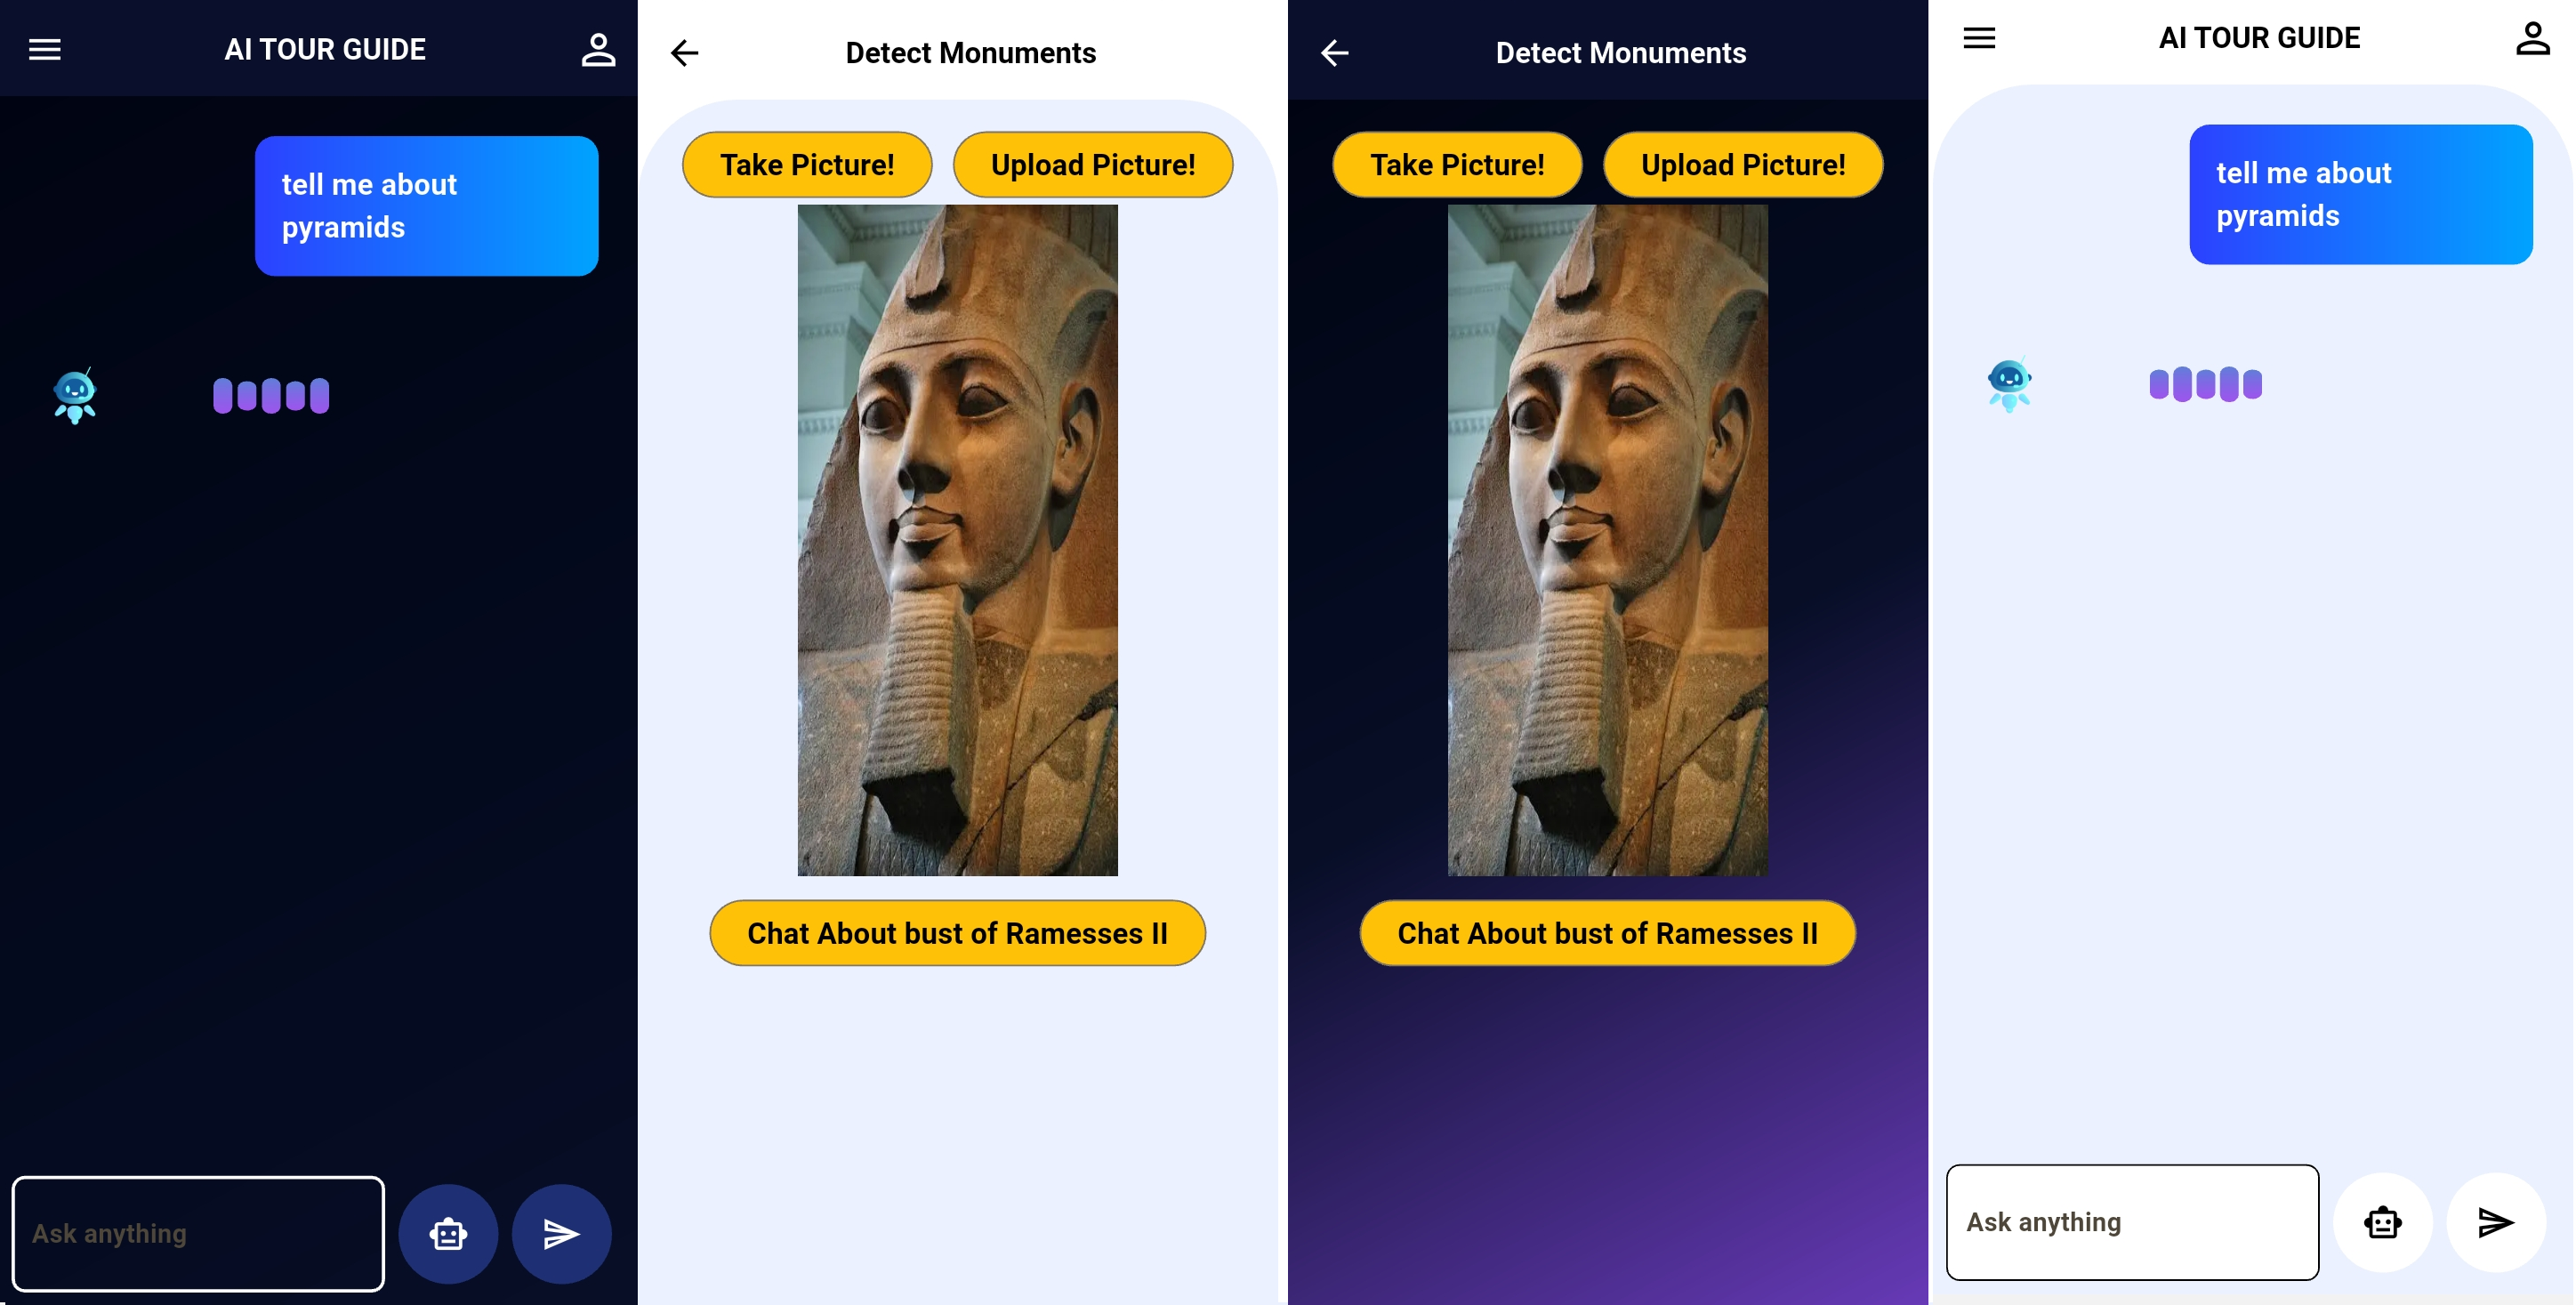 AI TOUR GUIDE
tell me about
pyramids
Ask anything
Detect Monuments
Take Picture!
Upload Picture!
Chat About bust of Ramesses II
Detect Monuments
Take Picture!
Upload Picture!
Chat About bust of Ramesses II
AI TOUR GUIDE
tell me about
pyramids
Ask anything